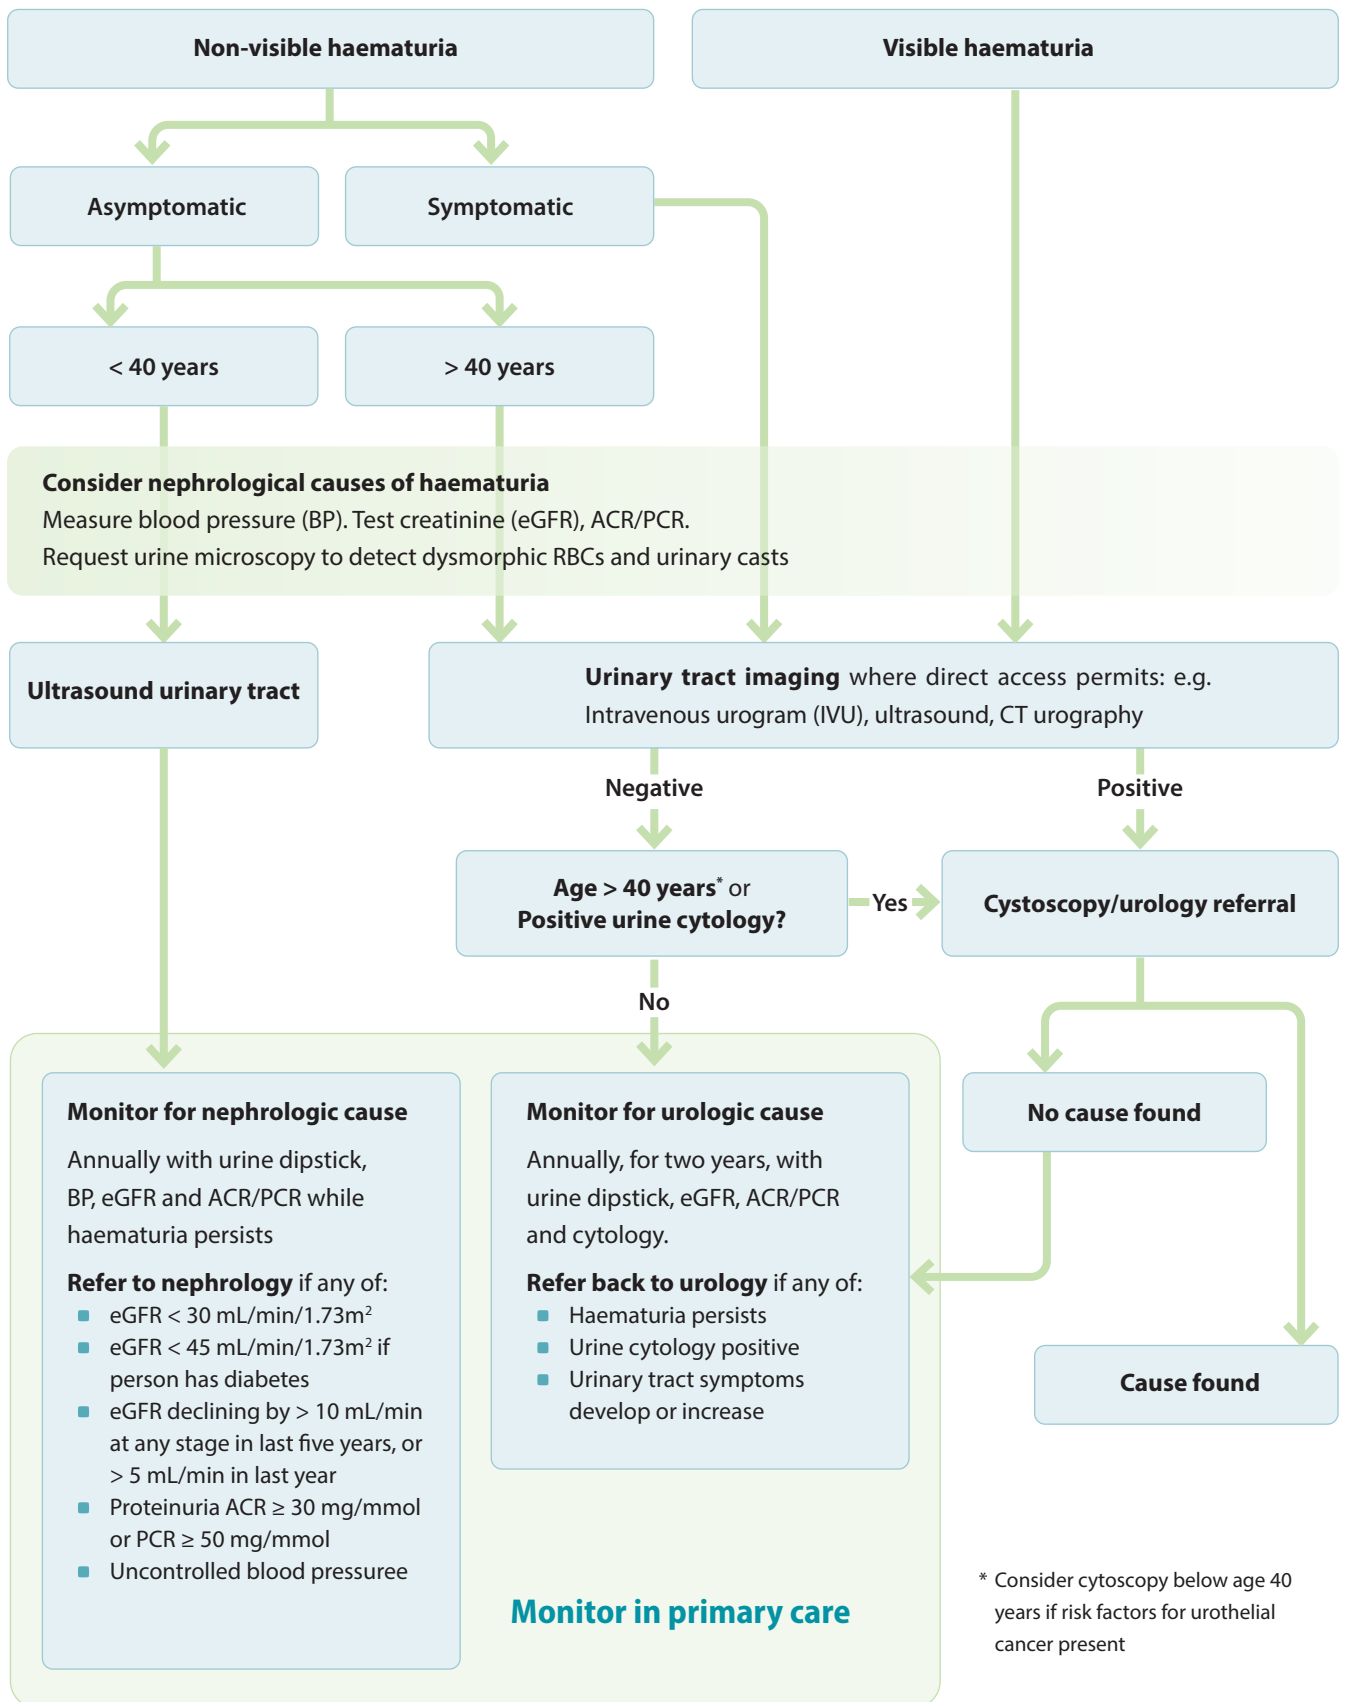 Non-visible haematuria
Visible haematuria
Asymptomatic
Symptomatic
< 40 years
> 40 years
Consider nephrological causes of haematuria
Measure blood pressure (BP). Test creatinine (eGFR), ACR/PCR.
Request urine microscopy to detect dysmorphic RBCs and urinary casts
Ultrasound urinary tract
Urinary tract imaging where direct access permits: e.g.
Intravenous urogram (IVU), ultrasound, CT urography
Negative
Positive
Age > 40 years* or
Positive urine cytology?
Yes
Cystoscopy/urology referral
No
Monitor for nephrologic cause
Annually with urine dipstick,
BP, eGFR and ACR/PCR while
haematuria persists
Refer to nephrology if any of:
eGFR < 30 mL/min/1.73m²
eGFR < 45 mL/min/1.73m² if
person has diabetes
eGFR declining by > 10 mL/min
at any stage in last five years, or
> 5 mL/min in last year
Proteinuria ACR ≥ 30 mg/mmol
or PCR ≥ 50 mg/mmol
Uncontrolled blood pressuree
Monitor for urologic cause
Annually, for two years, with
urine dipstick, eGFR, ACR/PCR
and cytology.
Refer back to urology if any of:
Haematuria persists
Urine cytology positive
Urinary tract symptoms
develop or increase
No cause found
Cause found
Monitor in primary care
* Consider cytoscopy below age 40
years if risk factors for urothelial
cancer present